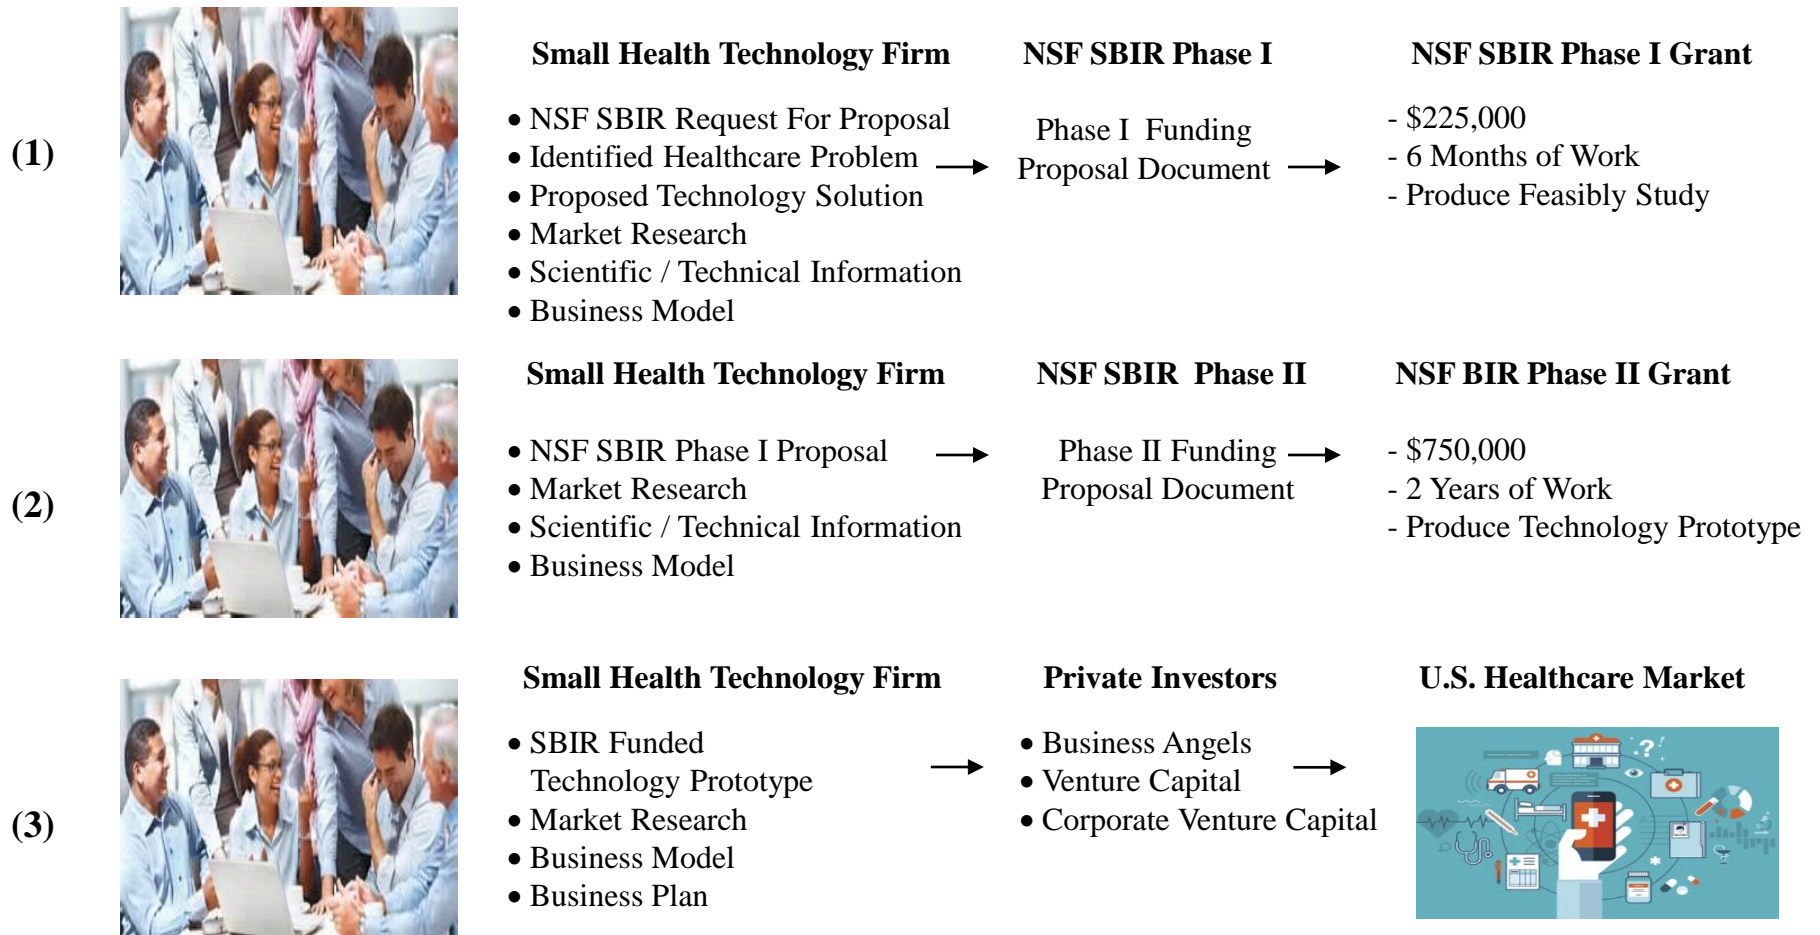 (1)
Small Health Technology Firm
• NSF SBIR Request For Proposal
• Identified Healthcare Problem
• Proposed Technology Solution
• Market Research
• Scientific / Technical Information
• Business Model
NSF SBIR Phase I
Phase I Funding
Proposal Document
NSF SBIR Phase I Grant
- $225,000
- 6 Months of Work
- Produce Feasibly Study
(2)
Small Health Technology Firm
• NSF SBIR Phase I Proposal
• Market Research
• Scientific / Technical Information
• Business Model
NSF SBIR Phase II
Phase II Funding
Proposal Document
NSF BIR Phase II Grant
- $750,000
- 2 Years of Work
- Produce Technology Prototype
(3)
Small Health Technology Firm
• SBIR Funded
Technology Prototype
• Market Research
• Business Model
• Business Plan
Private Investors
• Business Angels
• Venture Capital
• Corporate Venture Capital
U.S. Healthcare Market